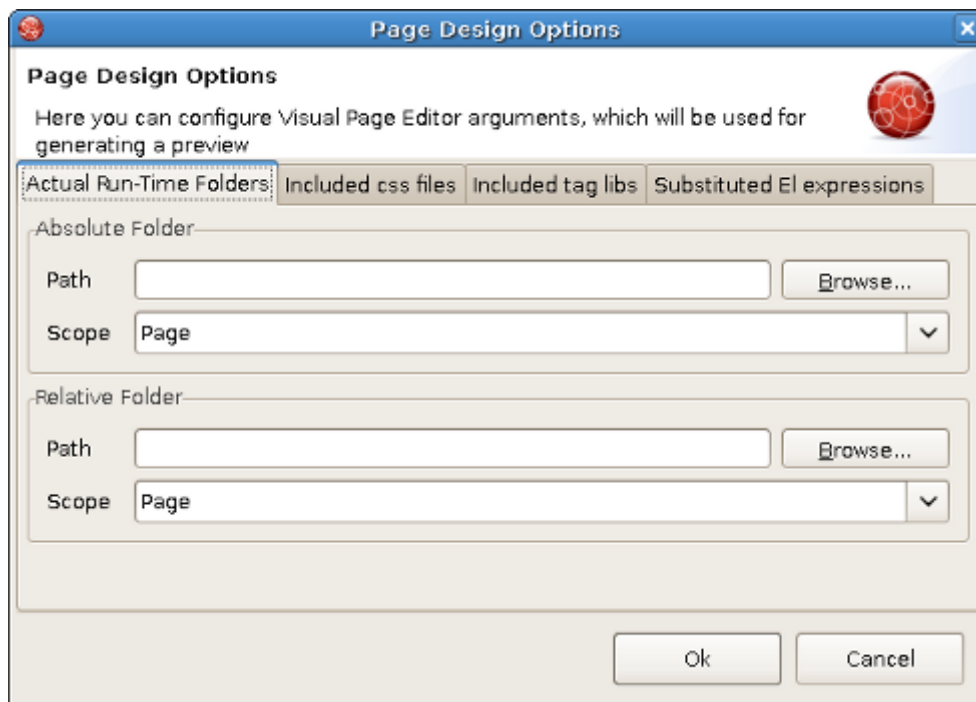 Page Design Options
Page Design Options
Here you can configure Visual Page Editor arguments, which will be used for
generating a preview
Actual Run-Time Folders Included css files Included tag libs Substituted El expressions
Absolute Folder
Path Browse...
Scope Page
Relative Folder
Path Browse...
Scope Page
Ok Cancel